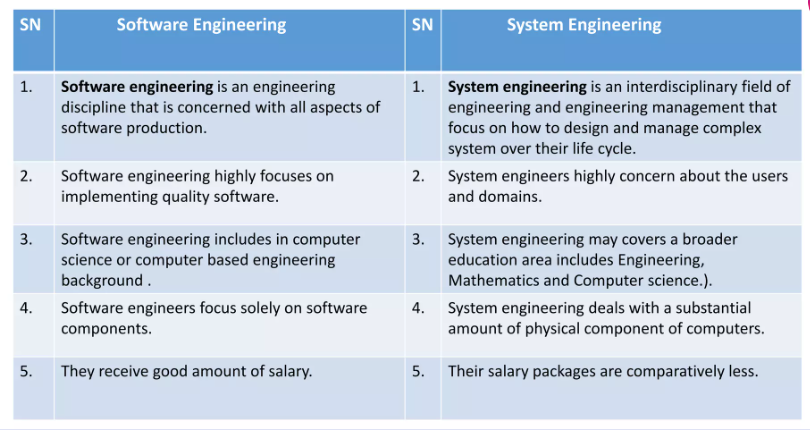 SN Software Engineering SN System Engineering
1. Software engineering is an engineering
discipline that is concerned with all aspects of
software production.
1. System engineering is an interdisciplinary field of
engineering and engineering management that
focus on how to design and manage complex
system over their life cycle.
2. Software engineering highly focuses on
implementing quality software.
2. System engineers highly concern about the users
and domains.
3. Software engineering includes in computer
science or computer based engineering
background .
3. System engineering may covers a broader
education area includes Engineering,
Mathematics and Computer science.).
4. Software engineers focus solely on software
components.
4. System engineering deals with a substantial
amount of physical component of computers.
5. They receive good amount of salary.
5. Their salary packages are comparatively less.